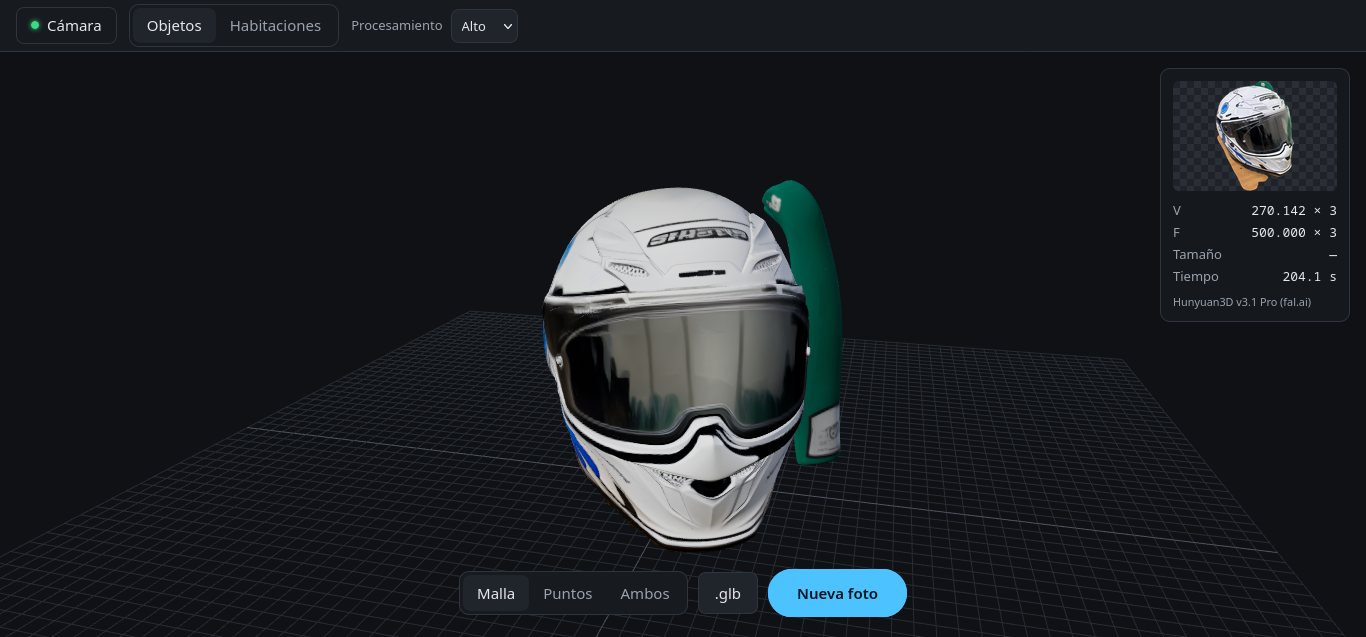 Cámara
Objetos
Habitaciones
Procesamiento
Alto
V 270.142 × 3
F 500.000 × 3
Tamaño —
Tiempo 204.1 s
Hunyuan3D v3.1 Pro (fal.ai)
Malla
Puntos
Ambos
.glb
Nueva foto